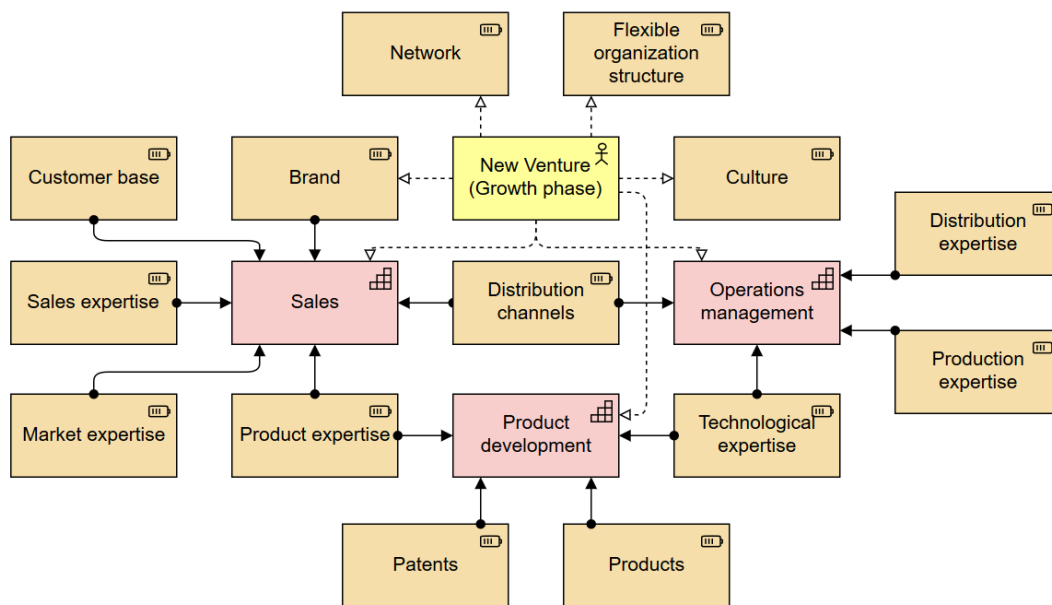 Network
Flexible
organization
structure
Customer base
Brand
New Venture
(Growth phase)
Culture
Distribution
expertise
Sales expertise
Sales
Distribution
channels
Operations
management
Production
expertise
Market expertise
Product expertise
Product
development
Technological
expertise
Patents
Products